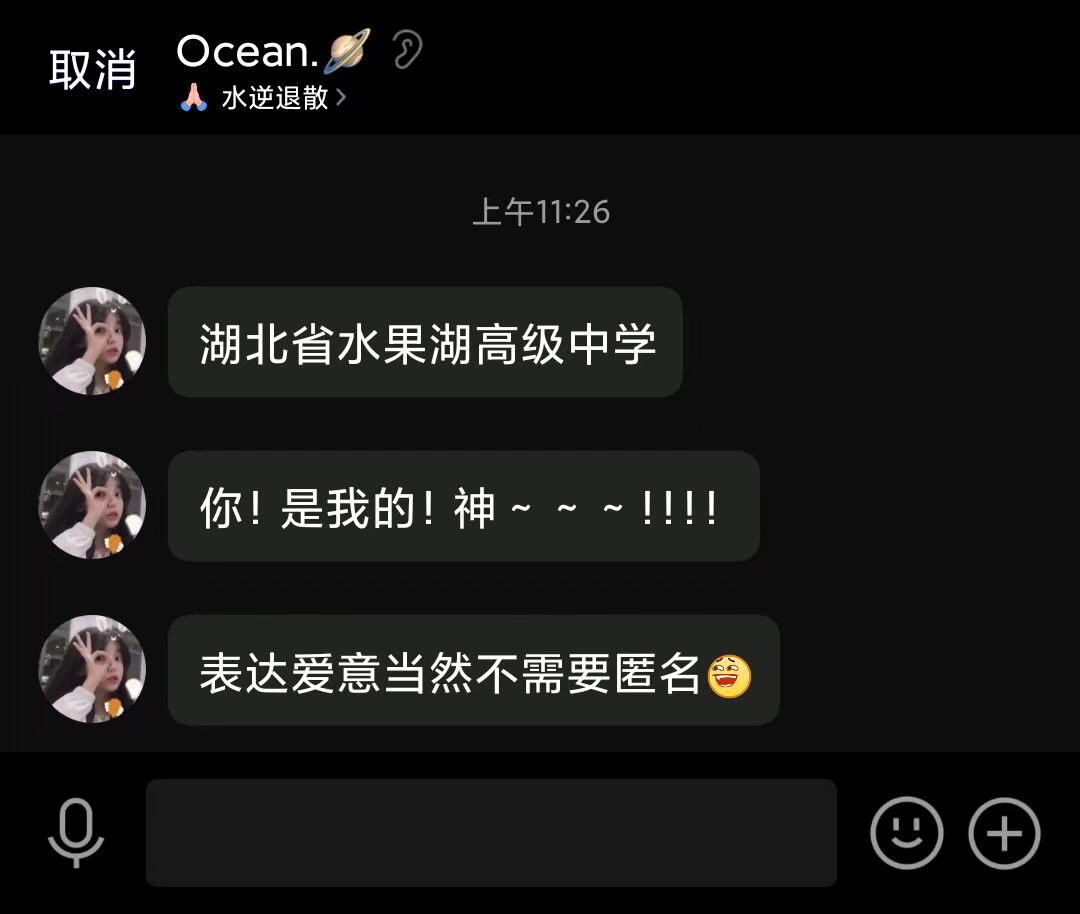 取消
Ocean.🪐
🙏🏻 水逆退散
上午11:26
湖北省水果湖高级中学
你！是我的！神～～～！！！！
表达爱意当然不需要匿名😆